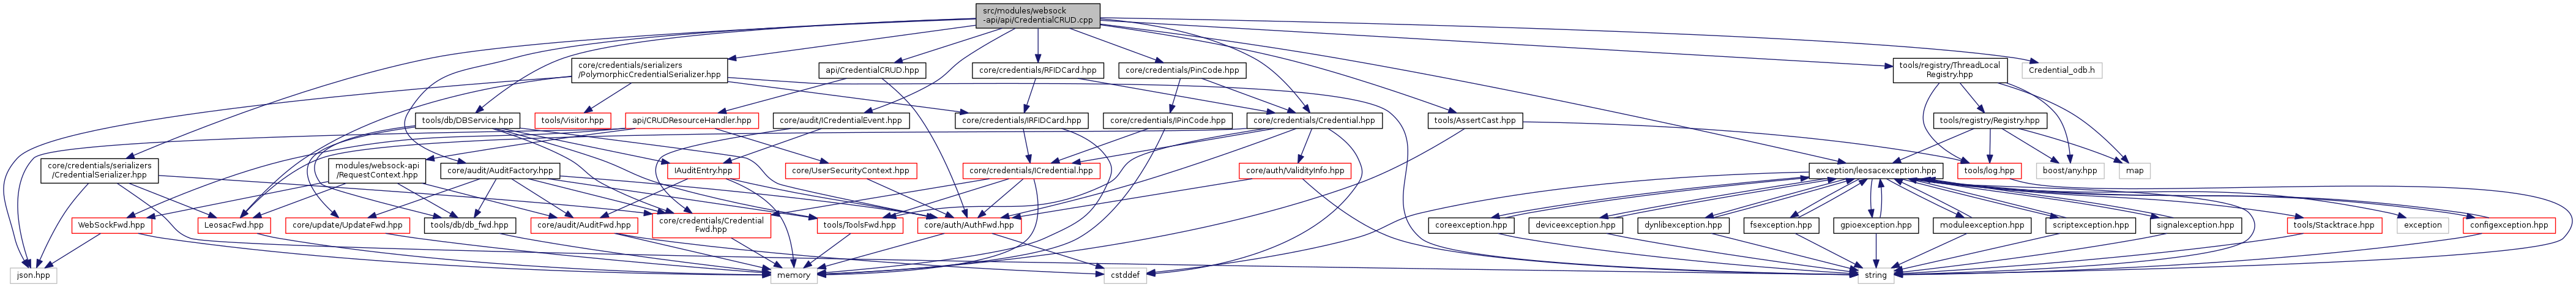 src/modules/websock
-api/api/CredentialCRUD.cpp
core/credentials/serializers
/PolymorphicCredentialSerializer.hpp
api/CredentialCRUD.hpp
core/credentials/RFIDCard.hpp
core/credentials/PinCode.hpp
tools/registry/ThreadLocal
Registry.hpp
Credential_odb.h
tools/db/DBService.hpp
tools/Visitor.hpp
api/CRUDResourceHandler.hpp
core/audit/ICredentialEvent.hpp
core/credentials/IRFIDCard.hpp
core/credentials/IPinCode.hpp
core/credentials/Credential.hpp
tools/AssertCast.hpp
tools/registry/Registry.hpp
core/credentials/serializers
/CredentialSerializer.hpp
modules/websock-api
/RequestContext.hpp
core/audit/AuditFactory.hpp
IAuditEntry.hpp
core/UserSecurityContext.hpp
core/credentials/ICredential.hpp
core/auth/ValidityInfo.hpp
exception/leosacexception.hpp
tools/log.hpp
boost/any.hpp
map
WebSockFwd.hpp
LeosacFwd.hpp
core/update/UpdateFwd.hpp
tools/db/db_fwd.hpp
core/audit/AuditFwd.hpp
core/credentials/Credential
Fwd.hpp
tools/ToolsFwd.hpp
core/auth/AuthFwd.hpp
coreexception.hpp
deviceexception.hpp
dynlibexception.hpp
fsexception.hpp
gpioexception.hpp
moduleexception.hpp
scriptexception.hpp
signalexception.hpp
tools/Stacktrace.hpp
exception
configexception.hpp
json.hpp
memory
cstddef
string